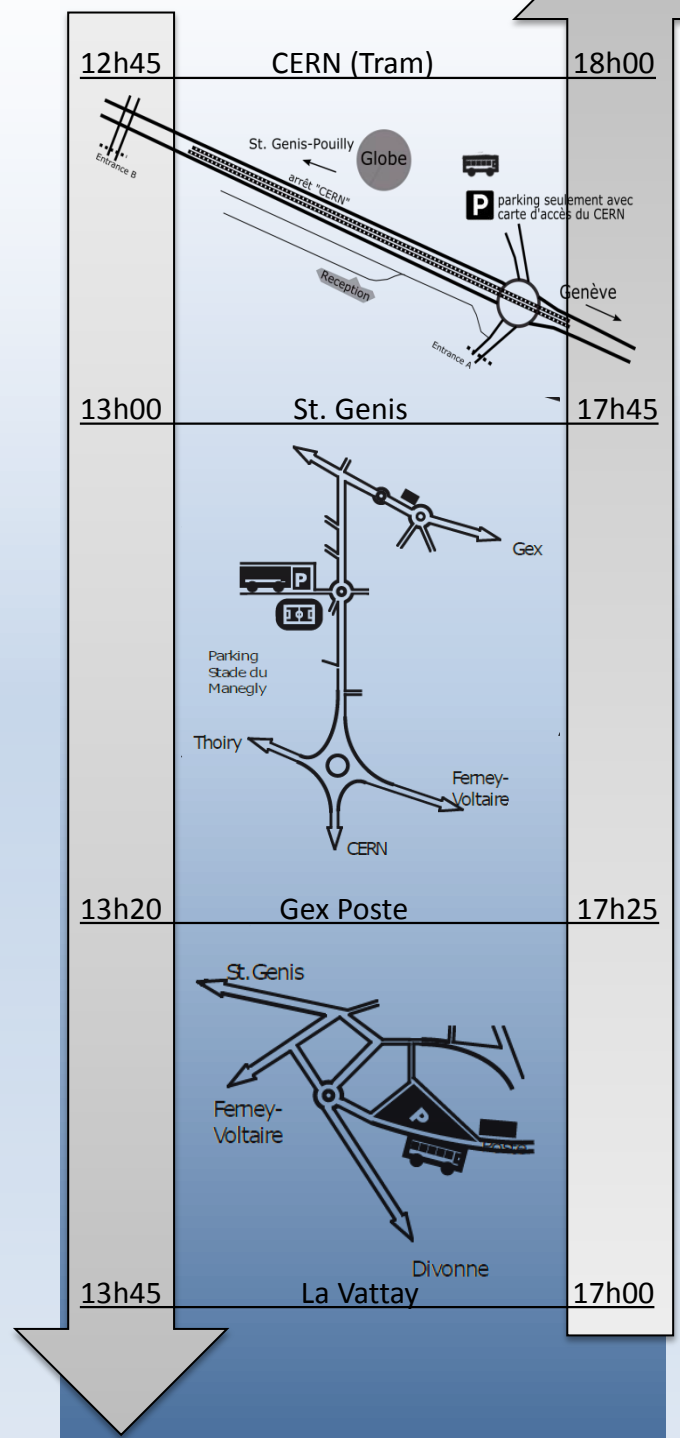 12h45 CERN (Tram) 18h00
St. Genis-Pouilly
Globe
Entrance B
arrêt "CERN"
P parking seulement avec
carte d'accès du CERN
Reception
Genève
Entrance A
13h00 St. Genis 17h45
Gex
P
Parking
Stade du
Manegly
Thoiry
Ferney-
Voltaire
CERN
13h20 Gex Poste 17h25
St. Genis
Ferney-
Voltaire
P
Poste
Divonne
13h45 La Vattay 17h00